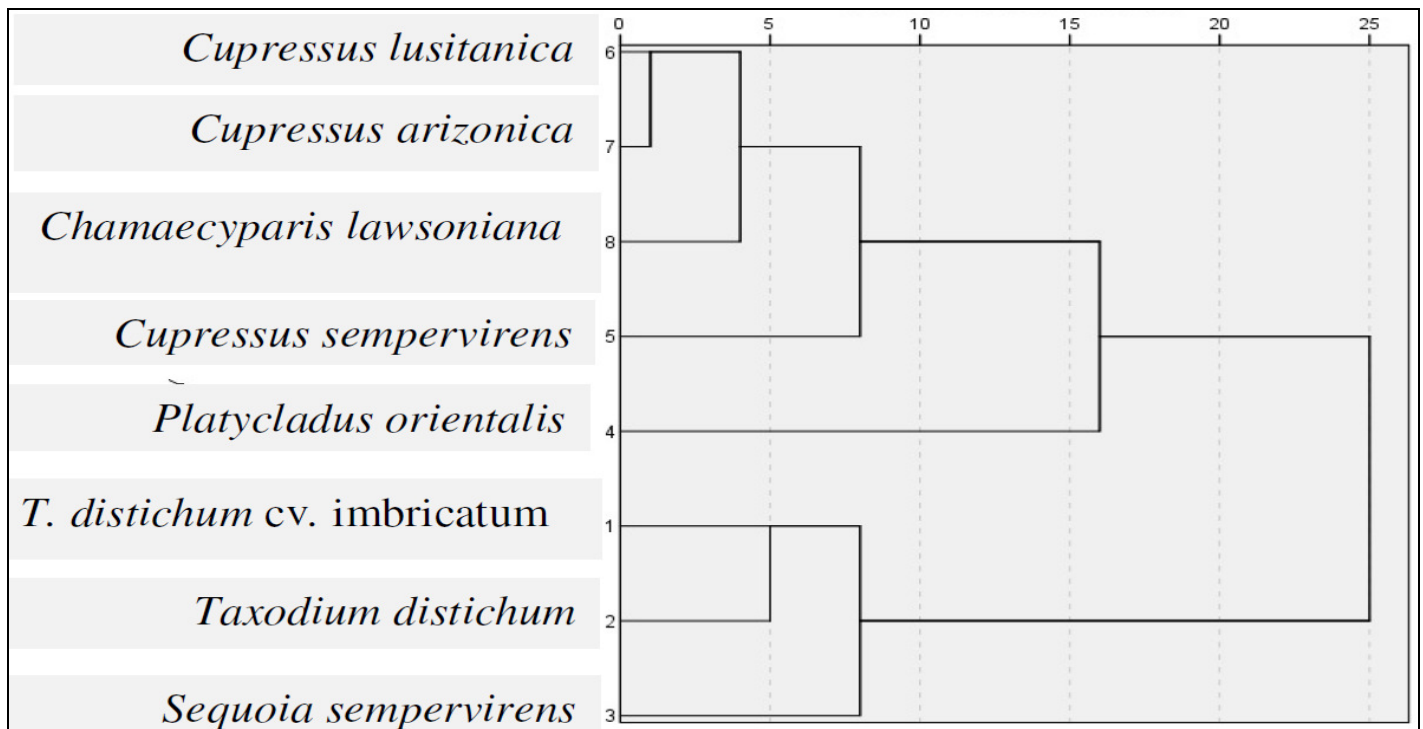 0 5 10 15 20 25
Cupressus lusitanica 6
Cupressus arizonica 7
Chamaecyparis lawsoniana 8
Cupressus sempervirens 5
Platycladus orientalis 4
T. distichum cv. imbricatum 1
Taxodium distichum 2
Sequoia sempervirens 3